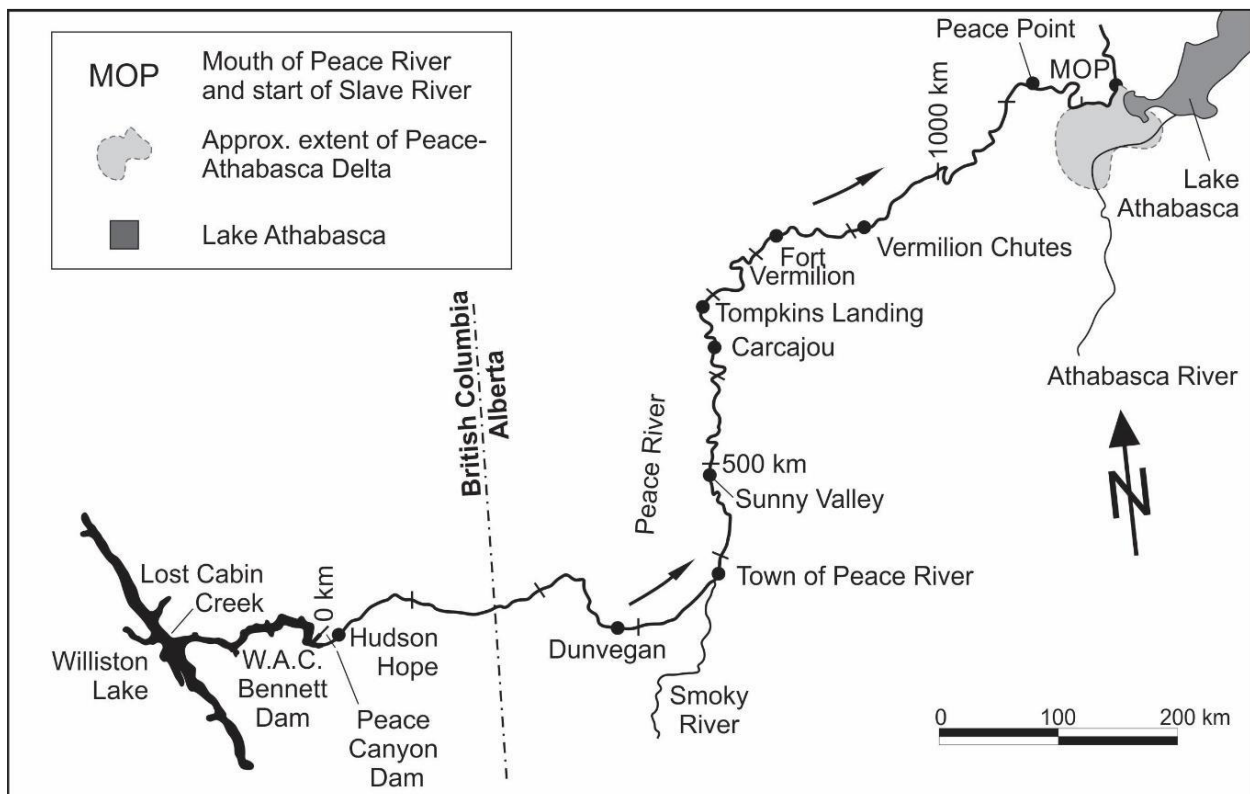 MOP
Mouth of Peace River
and start of Slave River
Approx. extent of Peace-
Athabasca Delta
Lake Athabasca
Peace Point
MOP
1000 km
Lake
Athabasca
Vermilion Chutes
Fort
Vermilion
Tompkins Landing
Carcajou
Athabasca River
British Columbia
Alberta
Peace River
500 km
Sunny Valley
N
Town of Peace River
Lost Cabin
Creek
0 km
Hudson
Hope
Dunvegan
Williston
Lake
W.A.C.
Bennett
Dam
Peace
Canyon
Dam
Smoky
River
0 100 200 km